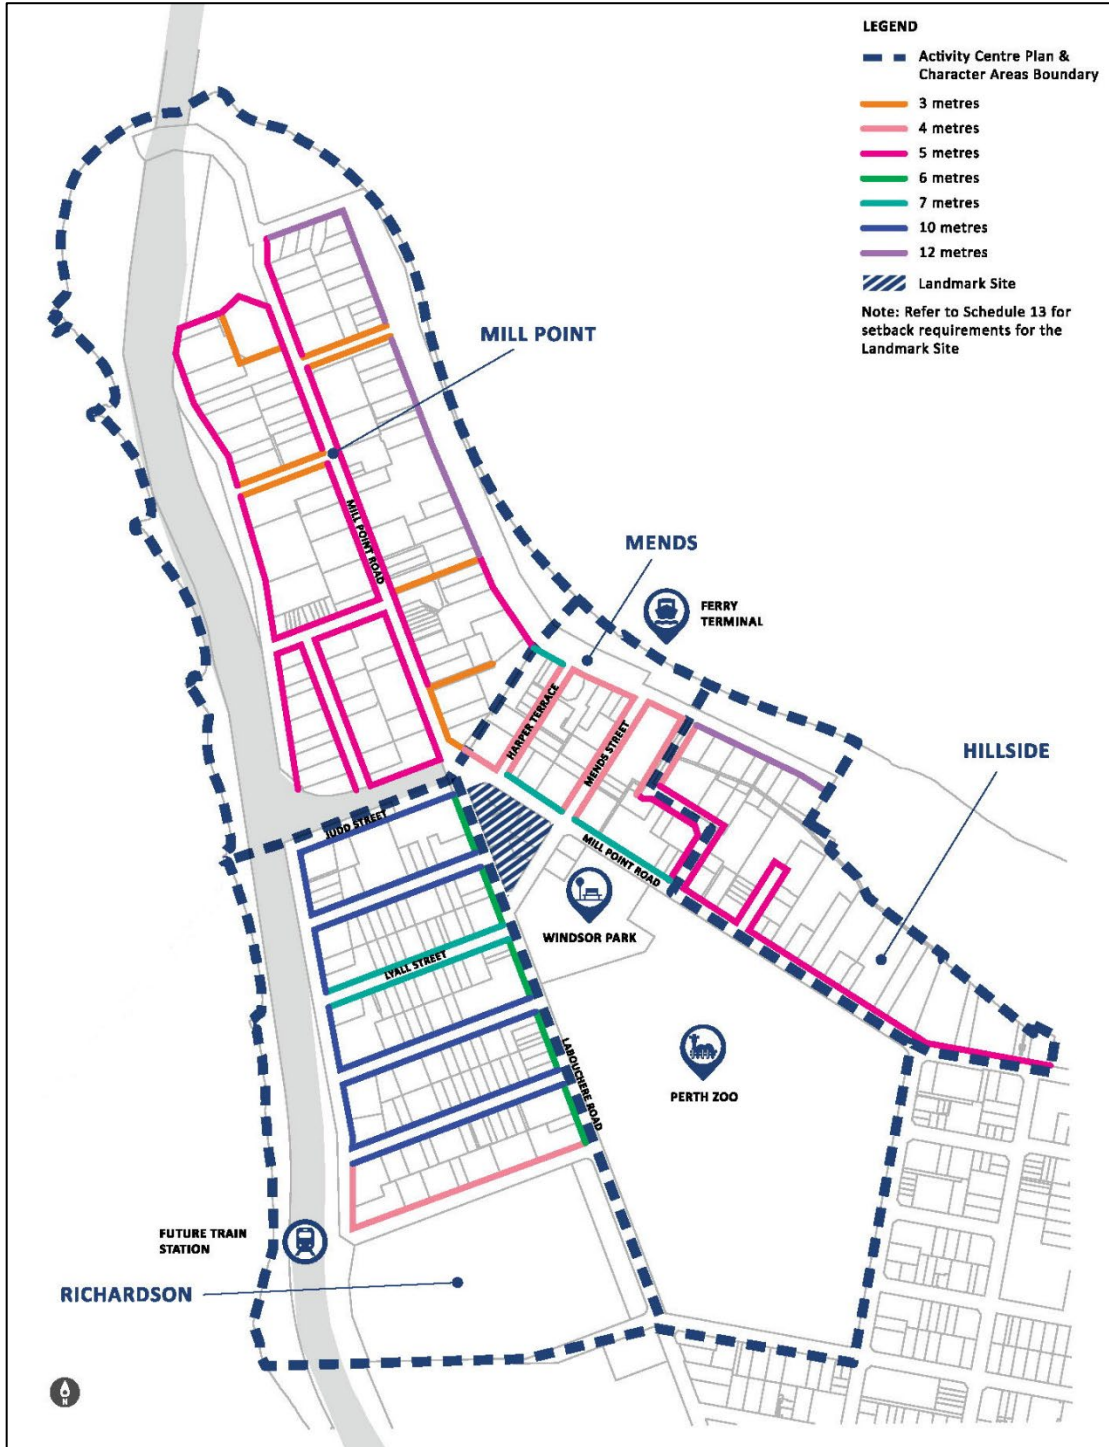 LEGEND
Activity Centre Plan &
Character Areas Boundary
3 metres
4 metres
5 metres
6 metres
7 metres
10 metres
12 metres
Landmark Site
Note: Refer to Schedule 13 for
setback requirements for the
Landmark Site
MILL POINT
MILL POINT ROAD
MENDS
FERRY
TERMINAL
HARPER TERRACE
MENDS STREET
HILLSIDE
JUDD STREET
MILL POINT ROAD
WINDSOR PARK
LYALL STREET
LABOUCHERE ROAD
PERTH ZOO
FUTURE TRAIN
STATION
RICHARDSON
N